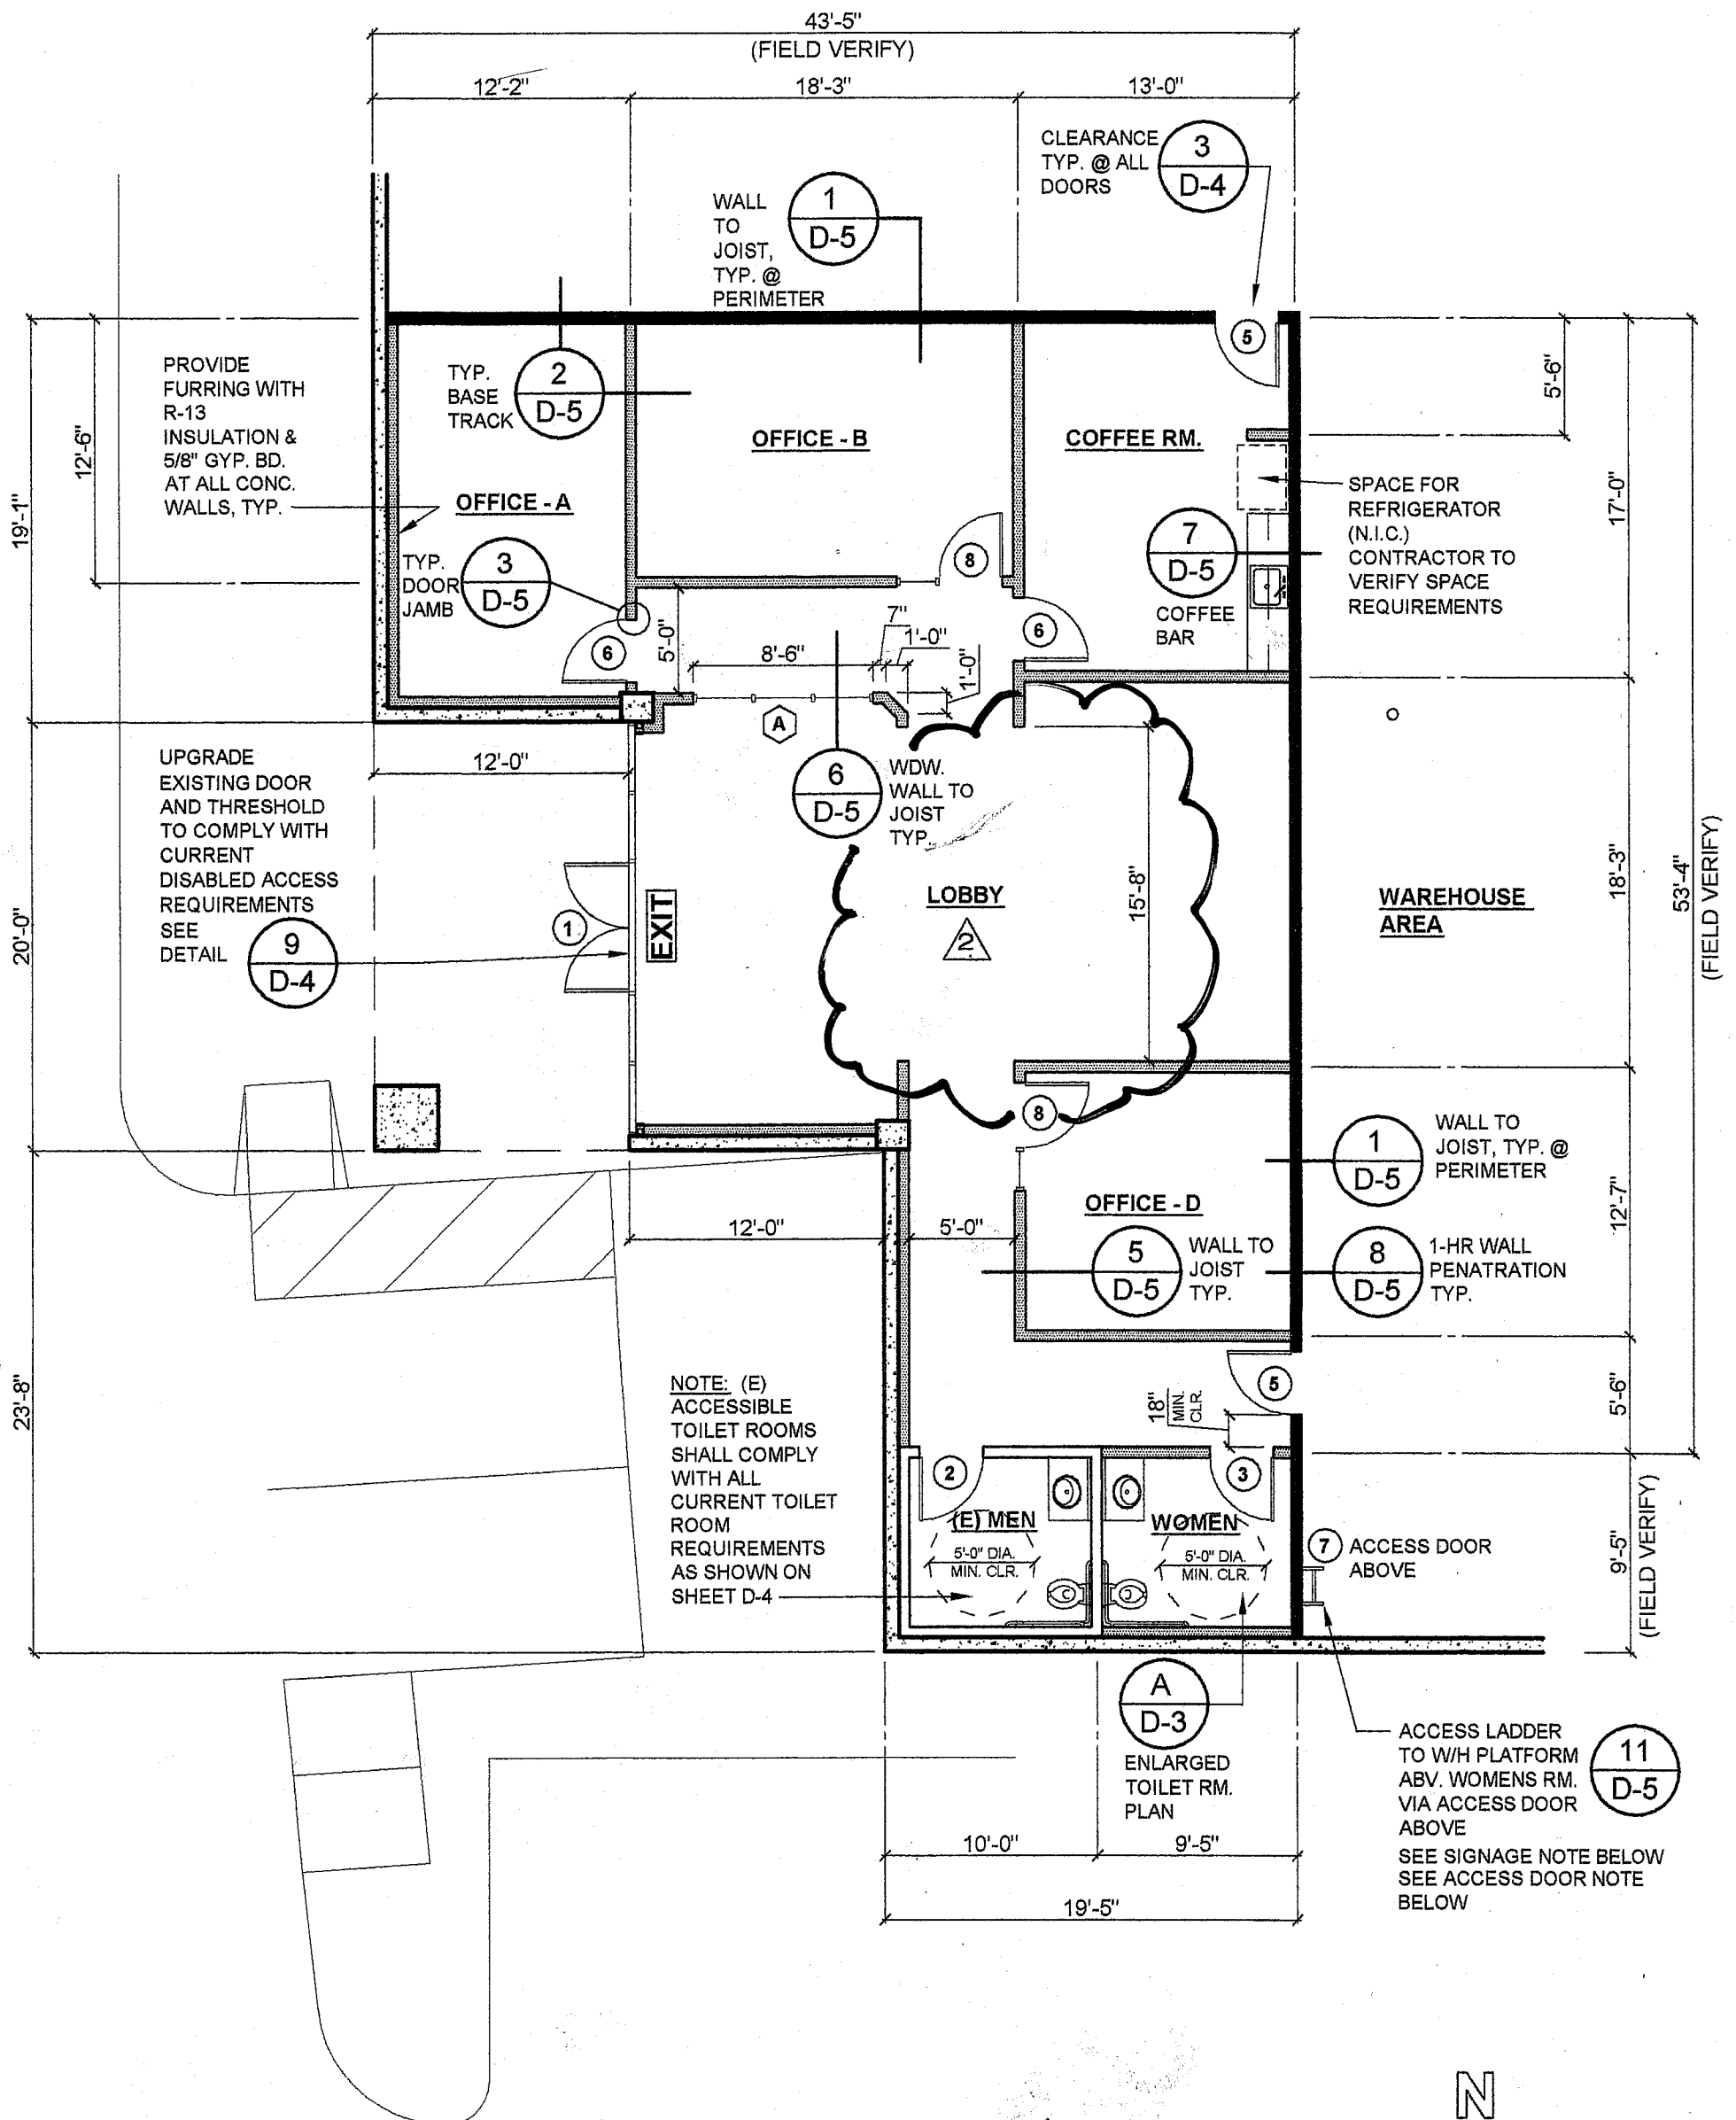 43'-5"
(FIELD VERIFY)
12'-2"
18'-3"
13'-0"
CLEARANCE
TYP. @ ALL
DOORS
3
D-4
WALL
TO
JOIST,
TYP. @
PERIMETER
1
D-5
PROVIDE
FURRING WITH
R-13
INSULATION &
5/8" GYP. BD.
AT ALL CONC.
WALLS, TYP.
12'-6"
19'-1"
TYP.
BASE
TRACK
2
D-5
OFFICE - A
OFFICE - B
COFFEE RM.
5
5'-6"
17'-0"
SPACE FOR
REFRIGERATOR
(N.I.C.)
CONTRACTOR TO
VERIFY SPACE
REQUIREMENTS
7
D-5
COFFEE
BAR
TYP.
DOOR
JAMB
3
D-5
8
6
6
5'-0"
8'-6"
7"
1'-0"
1'-0"
A
12'-0"
UPGRADE
EXISTING DOOR
AND THRESHOLD
TO COMPLY WITH
CURRENT
DISABLED ACCESS
REQUIREMENTS
SEE
DETAIL
9
D-4
20'-0"
1
EXIT
6
D-5
WDW.
WALL TO
JOIST
TYP.
LOBBY
2
15'-8"
WAREHOUSE
AREA
18'-3"
53'-4"
(FIELD VERIFY)
8
1
D-5
WALL TO
JOIST, TYP. @
PERIMETER
OFFICE - D
12'-0"
5'-0"
5
D-5
WALL TO
JOIST
TYP.
8
D-5
1-HR WALL
PENATRATION
TYP.
12'-7"
23'-8"
NOTE: (E)
ACCESSIBLE
TOILET ROOMS
SHALL COMPLY
WITH ALL
CURRENT TOILET
ROOM
REQUIREMENTS
AS SHOWN ON
SHEET D-4
5
18"
MIN.
CLR.
5'-6"
2
3
(E) MEN
5'-0" DIA.
MIN. CLR.
WOMEN
5'-0" DIA.
MIN. CLR.
7
ACCESS DOOR
ABOVE
9'-5"
(FIELD VERIFY)
A
D-3
ENLARGED
TOILET RM.
PLAN
ACCESS LADDER
TO W/H PLATFORM
ABV. WOMENS RM.
VIA ACCESS DOOR
ABOVE
SEE SIGNAGE NOTE BELOW
SEE ACCESS DOOR NOTE
BELOW
11
D-5
10'-0"
9'-5"
19'-5"
N